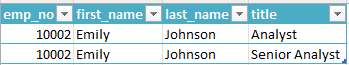 emp_no first_name last_name title
10002 Emily Johnson Analyst
10002 Emily Johnson Senior Analyst